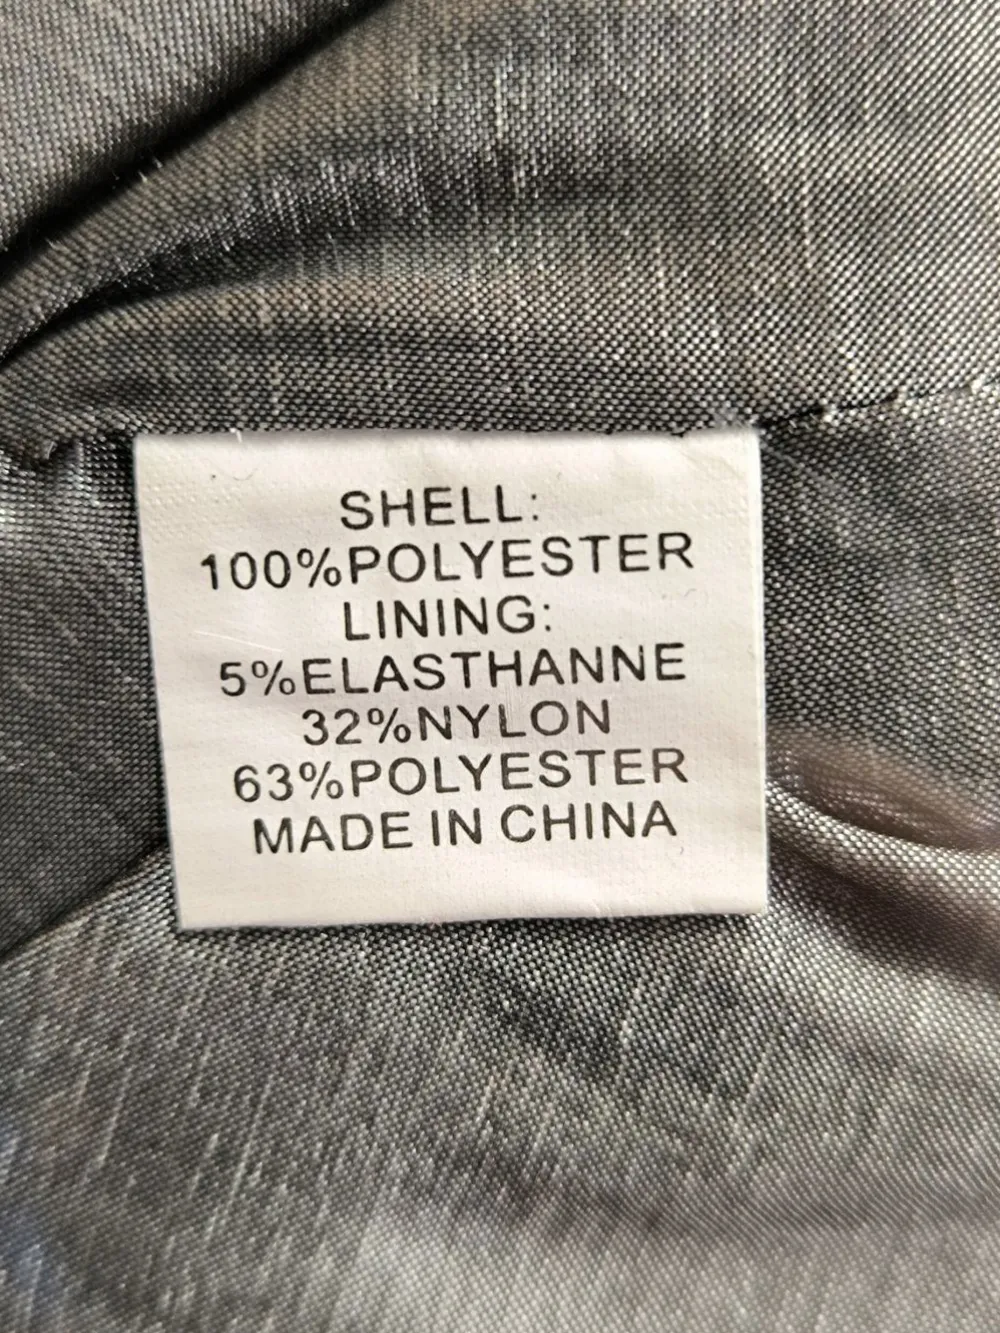 SHELL:
100%POLYESTER
LINING:
5%ELASTHANNE
32%NYLON
63%POLYESTER
MADE IN CHINA